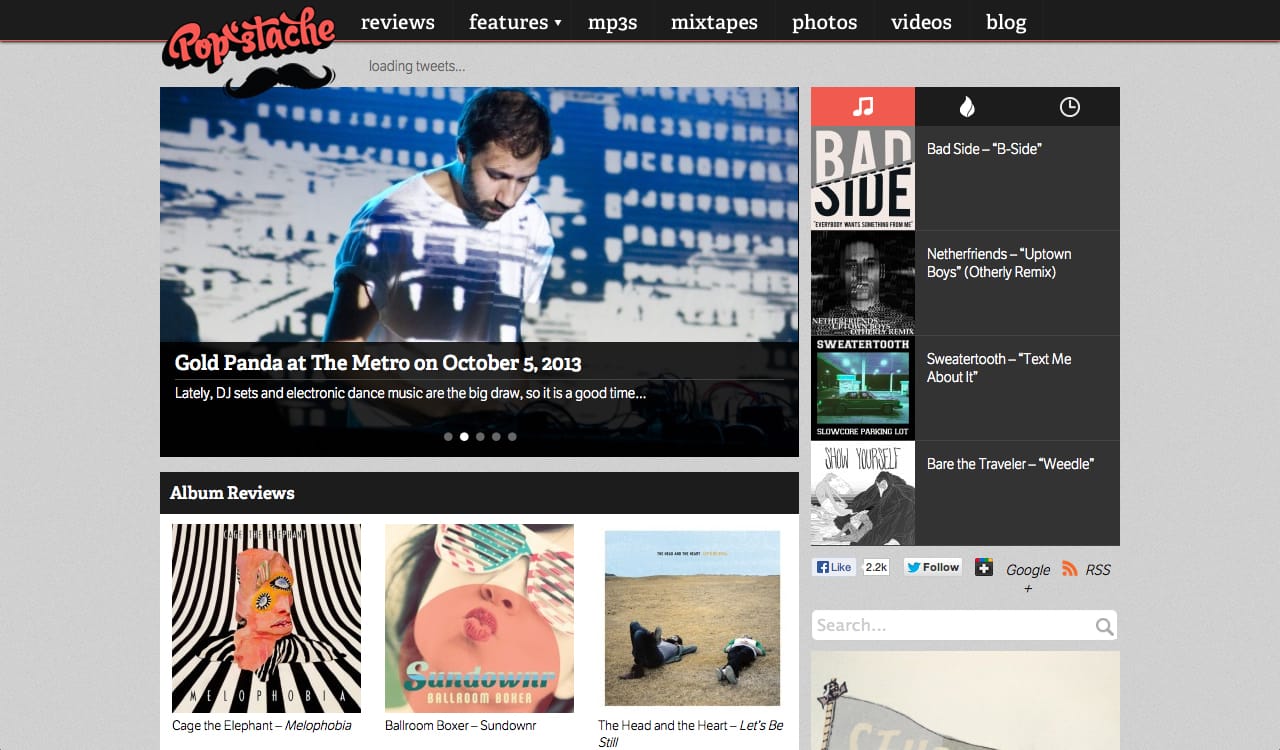 Pop'stache
reviews
features
mp3s
mixtapes
photos
videos
blog
loading tweets...
Gold Panda at The Metro on October 5, 2013
Lately, DJ sets and electronic dance music are the big draw, so it is a good time...
BAD
SIDE
"EVERYBODY WANTS SOMETHING FROM ME"
Bad Side – “B-Side”
NETHERFRIENDS
UPTOWN BOYS
OTHERLY REMIX
Netherfriends – “Uptown
Boys” (Otherly Remix)
SWEATERTOOTH
SLOWCORE PARKING LOT
Sweatertooth – “Text Me
About It”
SHOW YOURSELF
Bare the Traveler – “Weedle”
Like
2.2k
Follow
Google
+
RSS
Search...
Album Reviews
CAGE THE ELEPHANT
MELOPHOBIA
Cage the Elephant – Melophobia
Sundownr
BALLROOM BOXER
Ballroom Boxer – Sundownr
THE HEAD AND THE HEART LET'S BE STILL
The Head and the Heart – Let's Be
Still